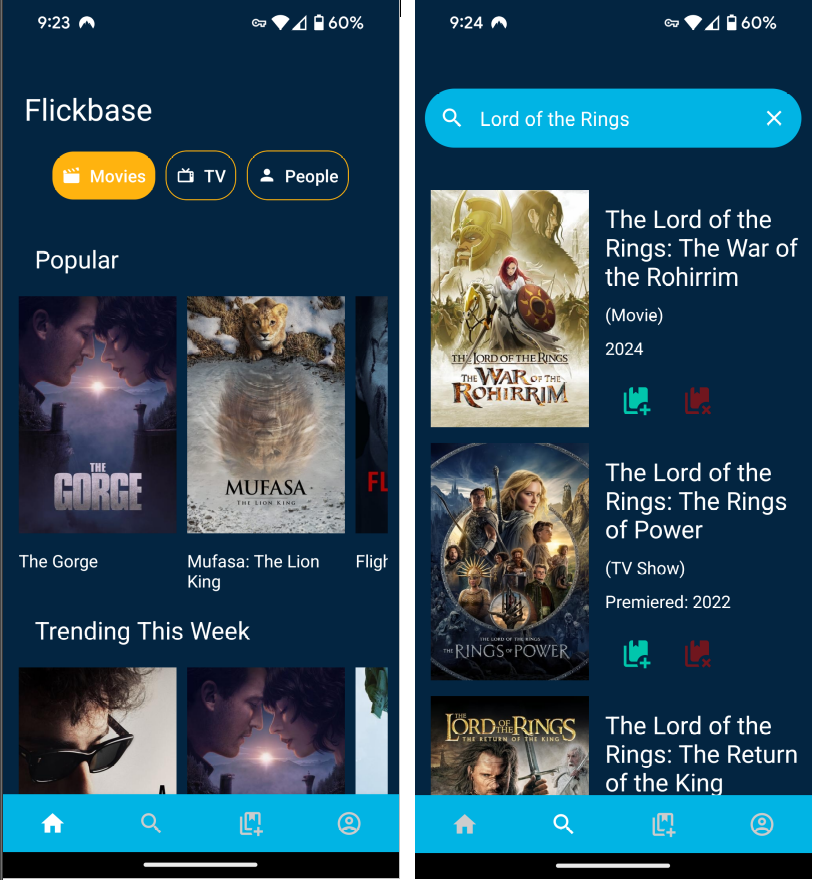 9:23
60%
Flickbase
Movies
TV
People
Popular
THE
GORGE
MUFASA
THE LION KING
FL
The Gorge
Mufasa: The Lion
King
Fligh
Trending This Week
9:24
60%
Lord of the Rings
THE LORD OF THE RINGS
THE WAR OF THE
ROHIRRIM
The Lord of the
Rings: The War of
the Rohirrim
(Movie)
2024
THE LORD OF THE RINGS
THE RINGS OF POWER
The Lord of the
Rings: The Rings
of Power
(TV Show)
Premiered: 2022
THE
LORD OF THE RINGS
THE RETURN OF THE KING
The Lord of the
Rings: The Return
of the King